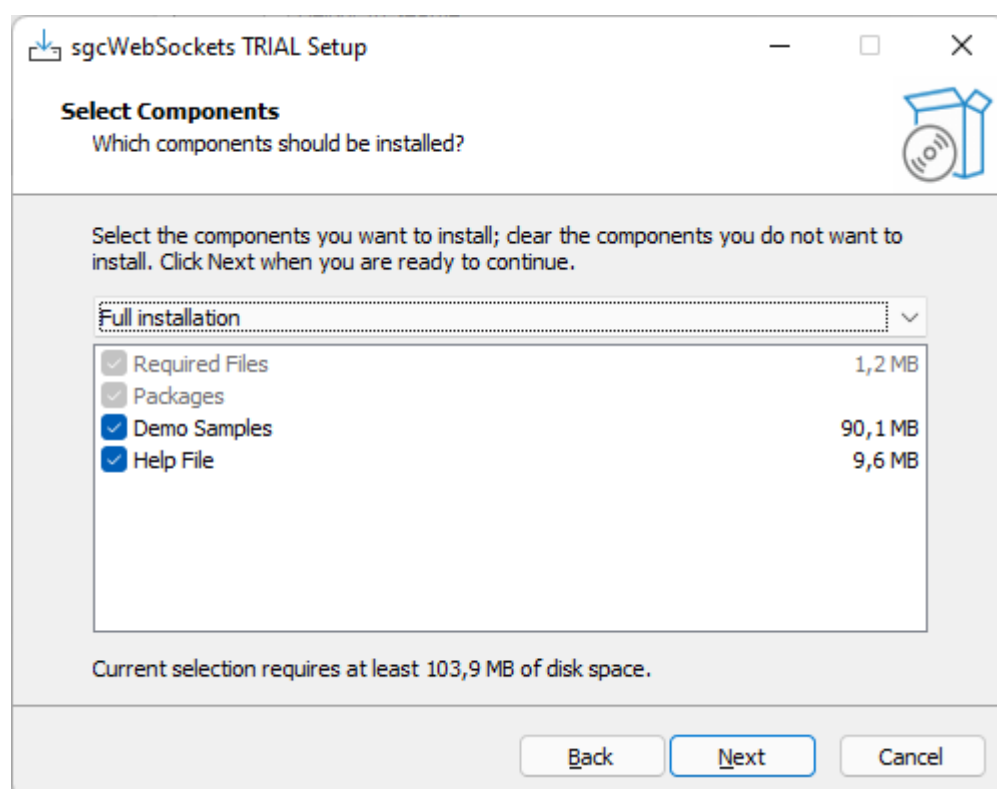 sgcWebSockets TRIAL Setup
Select Components
Which components should be installed?
Select the components you want to install; clear the components you do not want to
install. Click Next when you are ready to continue.
Full installation
Required Files 1,2 MB
Packages
Demo Samples 90,1 MB
Help File 9,6 MB
Current selection requires at least 103,9 MB of disk space.
Back Next Cancel